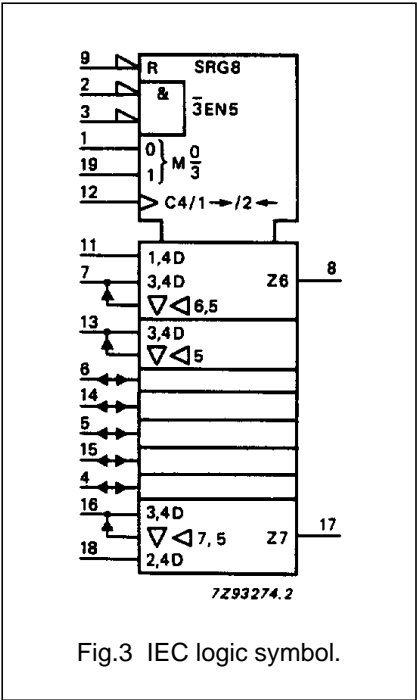 9 R SRG8
2 &
3̅EN5
3
1 0 } M 0/3
19 1
12 C4/1→/2←
11 1,4D
7 3,4D Z6 8
▽ ◁ 6,5
13 3,4D
▽ ◁ 5
6
14
5
15
4
16 3,4D
▽ ◁ 7,5 Z7 17
18 2,4D
7Z93274.2
Fig.3 IEC logic symbol.